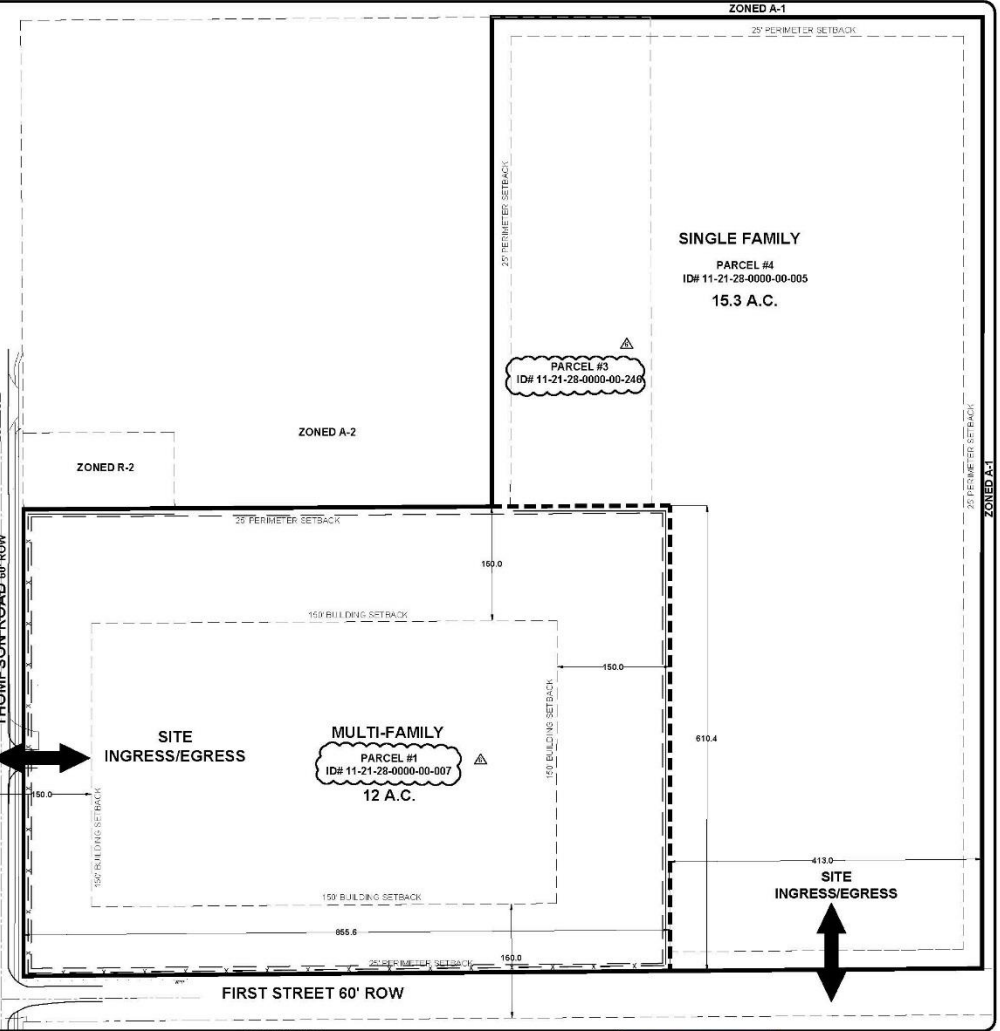 ZONED A-1
25' PERIMETER SETBACK
25' PERIMETER SETBACK
SINGLE FAMILY
PARCEL #4
ID# 11-21-28-0000-00-005
15.3 A.C.
PARCEL #3
ID# 11-21-28-0000-00-246
ZONED A-2
ZONED R-2
25' PERIMETER SETBACK
ZONED A-1
25' PERIMETER SETBACK
THOMPSON ROAD 60' ROW
150.0
150' BUILDING SETBACK
150.0
SITE
INGRESS/EGRESS
MULTI-FAMILY
PARCEL #1
ID# 11-21-28-0000-00-007
12 A.C.
150' BUILDING SETBACK
610.4
150.0
150' BUILDING SETBACK
413.0
SITE
INGRESS/EGRESS
150' BUILDING SETBACK
855.6
25' PERIMETER SETBACK
150.0
FIRST STREET 60' ROW